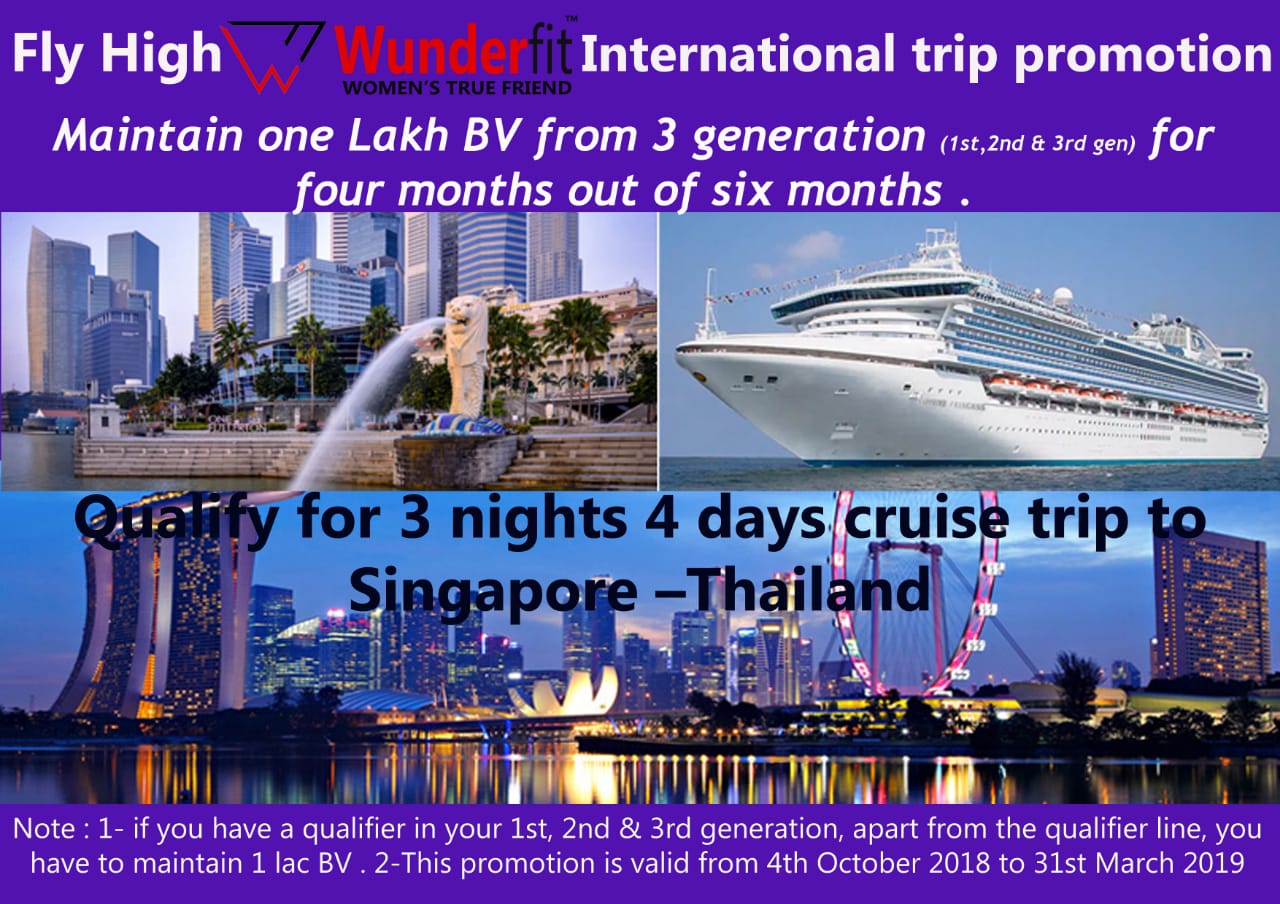 Fly High Wunderfit™ International trip promotion
WOMEN'S TRUE FRIEND
Maintain one Lakh BV from 3 generation (1st,2nd & 3rd gen) for
four months out of six months .
HSBC
ONE
FULLERTON
Qualify for 3 nights 4 days cruise trip to
Singapore –Thailand
Note : 1- if you have a qualifier in your 1st, 2nd & 3rd generation, apart from the qualifier line, you
have to maintain 1 lac BV . 2-This promotion is valid from 4th October 2018 to 31st March 2019